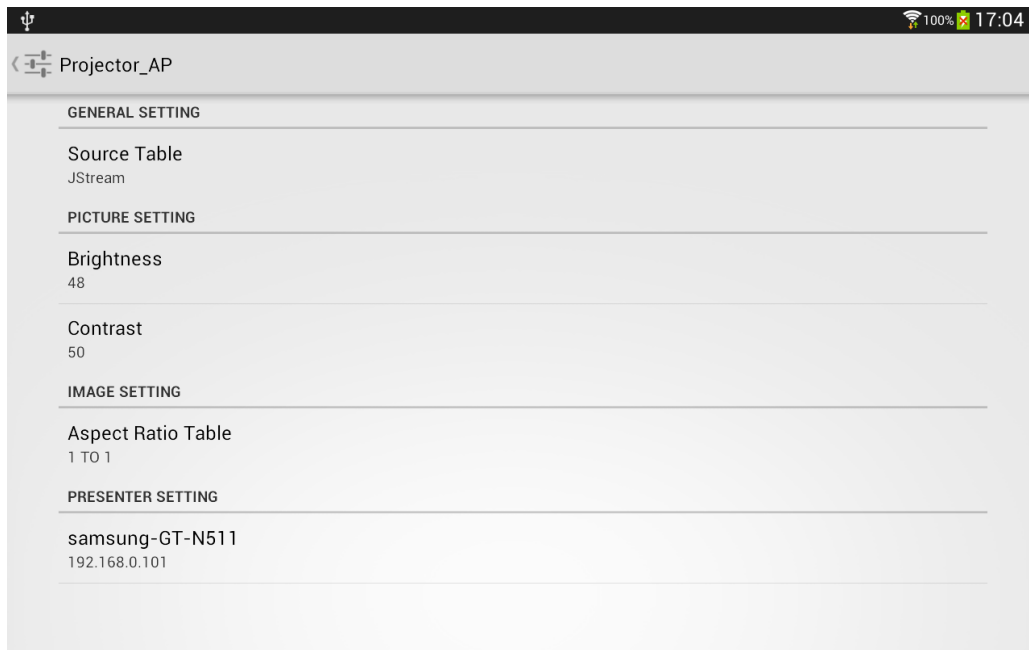 100% 17:04
Projector_AP
GENERAL SETTING
Source Table
JStream
PICTURE SETTING
Brightness
48
Contrast
50
IMAGE SETTING
Aspect Ratio Table
1 TO 1
PRESENTER SETTING
samsung-GT-N511
192.168.0.101